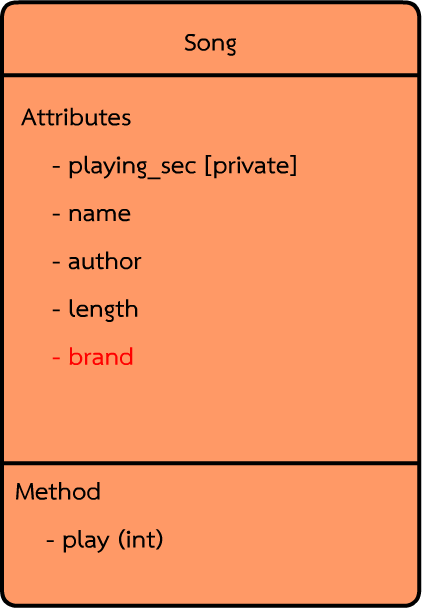 Song
Attributes
- playing_sec [private]
- name
- author
- length
- brand
Method
- play (int)